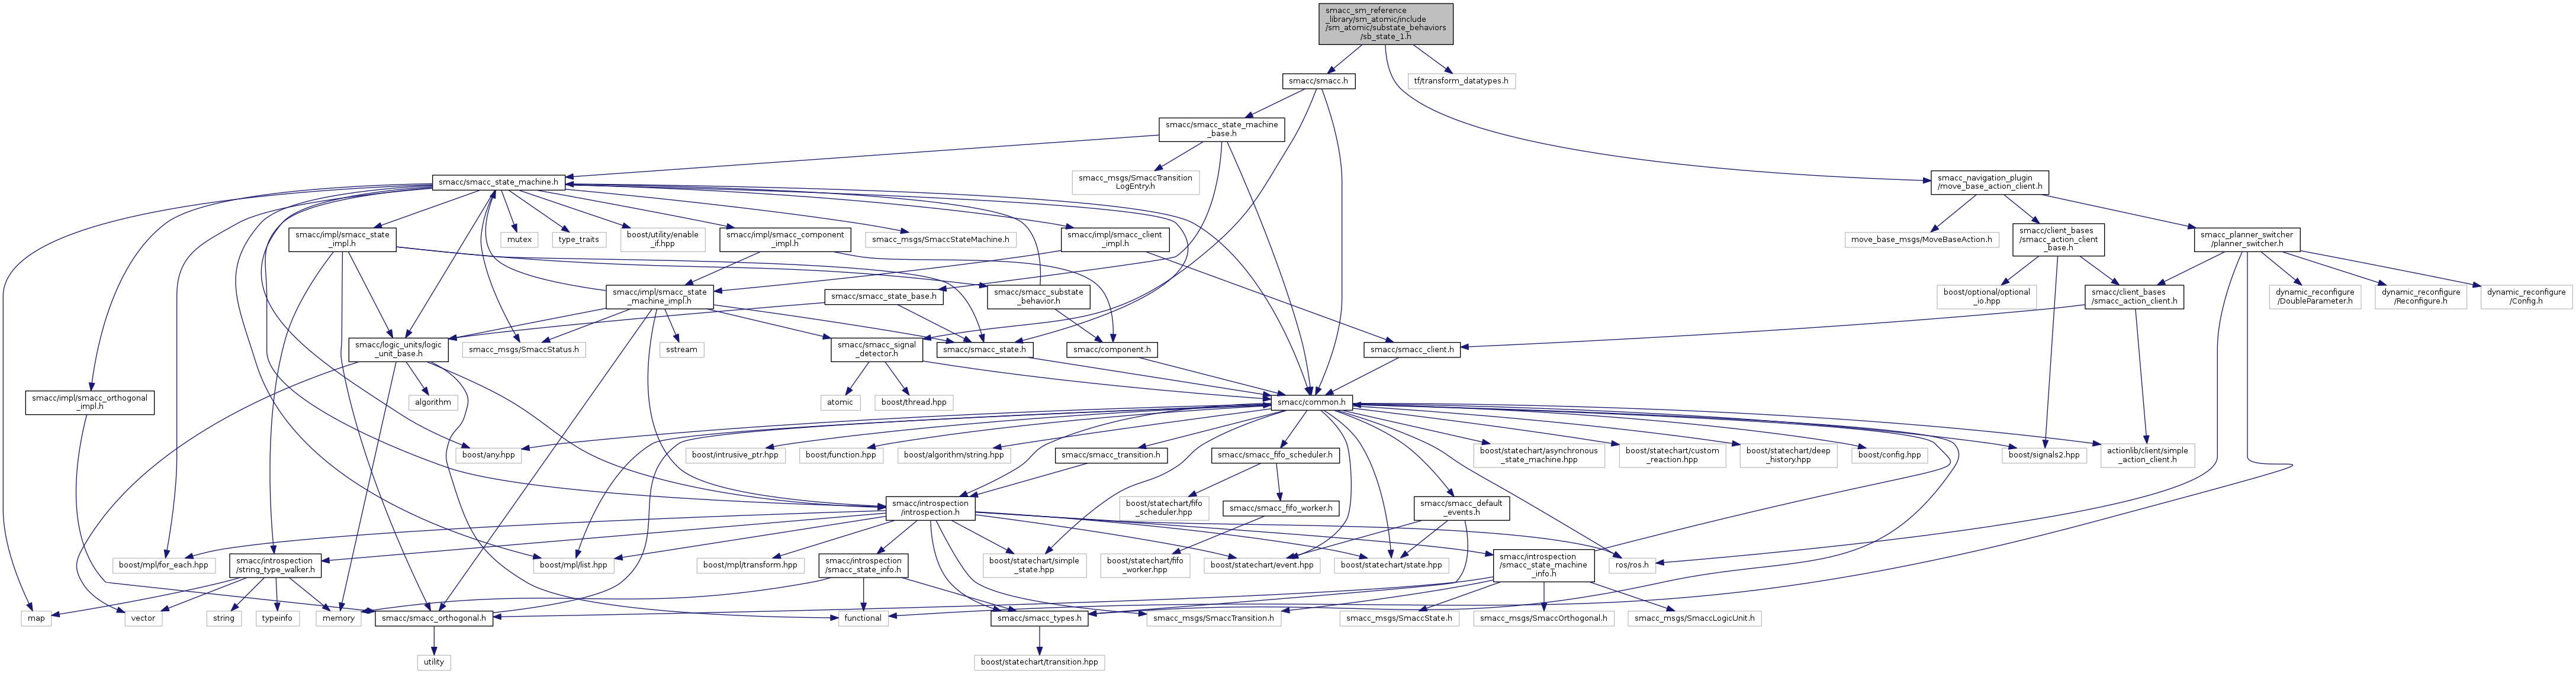 smacc_sm_reference
_library/sm_atomic/include
/sm_atomic/substate_behaviors
/sb_state_1.h
smacc/smacc.h
tf/transform_datatypes.h
smacc/smacc_state_machine
_base.h
smacc/smacc_state_machine.h
smacc_msgs/SmaccTransition
LogEntry.h
smacc_navigation_plugin
/move_base_action_client.h
smacc/impl/smacc_state
_impl.h
mutex
type_traits
boost/utility/enable
_if.hpp
smacc/impl/smacc_component
_impl.h
smacc_msgs/SmaccStateMachine.h
smacc/impl/smacc_client
_impl.h
move_base_msgs/MoveBaseAction.h
smacc/client_bases
/smacc_action_client
_base.h
smacc_planner_switcher
/planner_switcher.h
smacc/impl/smacc_state
_machine_impl.h
smacc/smacc_state_base.h
smacc/smacc_substate
_behavior.h
boost/optional/optional
_io.hpp
smacc/client_bases
/smacc_action_client.h
dynamic_reconfigure
/DoubleParameter.h
dynamic_reconfigure
/Reconfigure.h
dynamic_reconfigure
/Config.h
smacc/logic_units/logic
_unit_base.h
smacc_msgs/SmaccStatus.h
sstream
smacc/smacc_signal
_detector.h
smacc/smacc_state.h
smacc/component.h
smacc/smacc_client.h
smacc/impl/smacc_orthogonal
_impl.h
algorithm
atomic
boost/thread.hpp
smacc/common.h
boost/any.hpp
boost/intrusive_ptr.hpp
boost/function.hpp
boost/algorithm/string.hpp
smacc/smacc_transition.h
smacc/smacc_fifo_scheduler.h
boost/statechart/asynchronous
_state_machine.hpp
boost/statechart/custom
_reaction.hpp
boost/statechart/deep
_history.hpp
boost/config.hpp
boost/signals2.hpp
actionlib/client/simple
_action_client.h
smacc/introspection
/introspection.h
boost/statechart/fifo
_scheduler.hpp
smacc/smacc_fifo_worker.h
smacc/smacc_default
_events.h
boost/mpl/for_each.hpp
smacc/introspection
/string_type_walker.h
boost/mpl/list.hpp
boost/mpl/transform.hpp
smacc/introspection
/smacc_state_info.h
boost/statechart/simple
_state.hpp
boost/statechart/fifo
_worker.hpp
boost/statechart/event.hpp
boost/statechart/state.hpp
smacc/introspection
/smacc_state_machine
_info.h
ros/ros.h
map
vector
string
typeinfo
memory
smacc/smacc_orthogonal.h
functional
smacc/smacc_types.h
smacc_msgs/SmaccTransition.h
smacc_msgs/SmaccState.h
smacc_msgs/SmaccOrthogonal.h
smacc_msgs/SmaccLogicUnit.h
utility
boost/statechart/transition.hpp